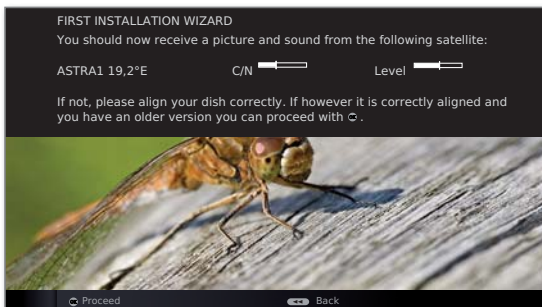 FIRST INSTALLATION WIZARD
You should now receive a picture and sound from the following satellite:
ASTRA1 19,2°E C/N Level
If not, please align your dish correctly. If however it is correctly aligned and
you have an older version you can proceed with OK .
OK Proceed Back